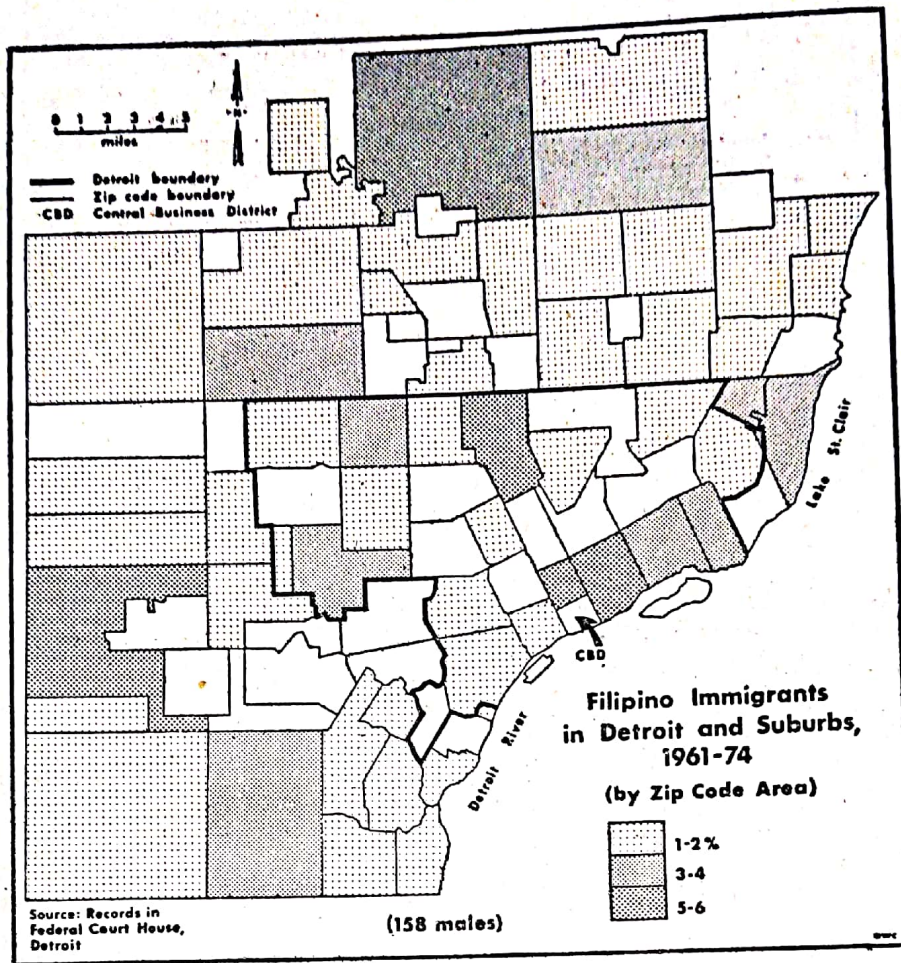 N
0 1 2 3 4 5
miles
Detroit boundary
Zip code boundary
CBD Central Business District
Lake St. Clair
CBD
Detroit River
Filipino Immigrants
in Detroit and Suburbs,
1961-74
(by Zip Code Area)
1-2%
3-4
5-6
Source: Records in
Federal Court House,
Detroit
(158 males)